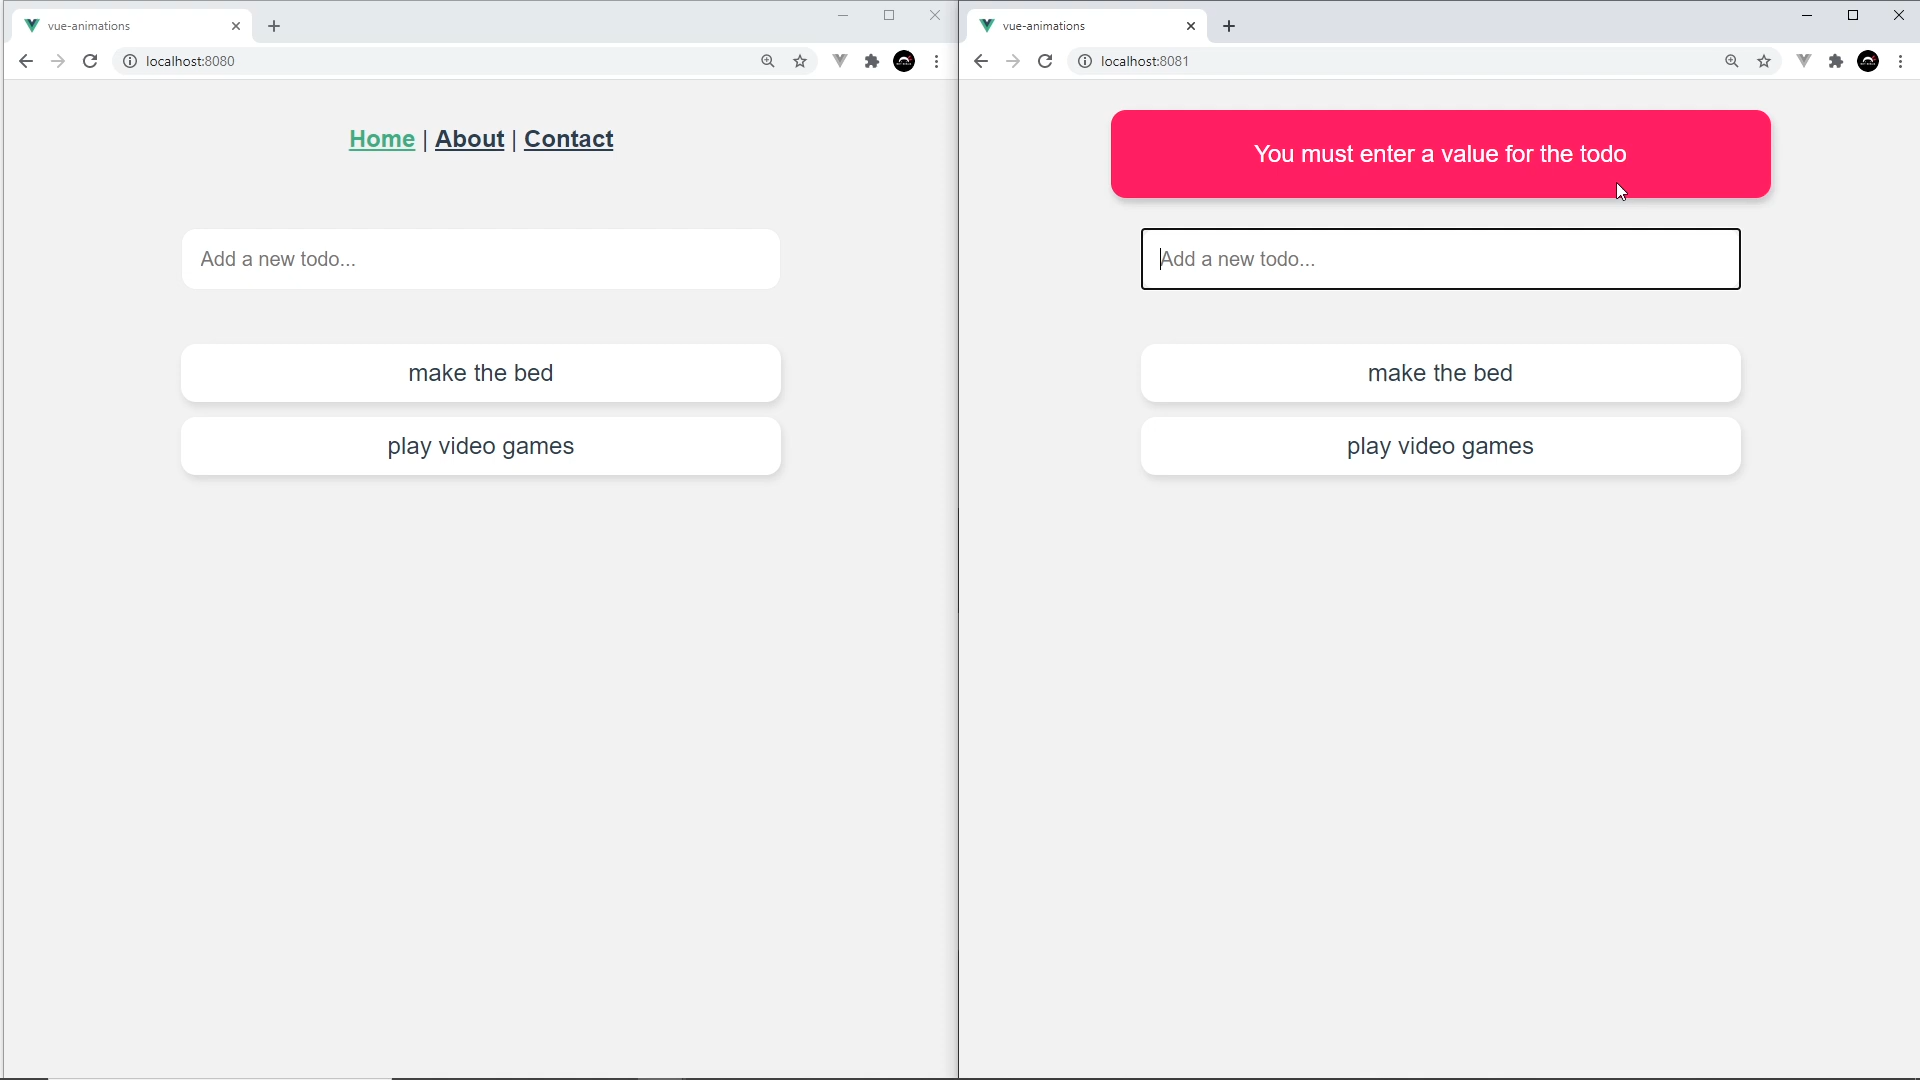 vue-animations
localhost:8080
Home | About | Contact
Add a new todo...
make the bed
play video games
vue-animations
localhost:8081
You must enter a value for the todo
Add a new todo...
make the bed
play video games